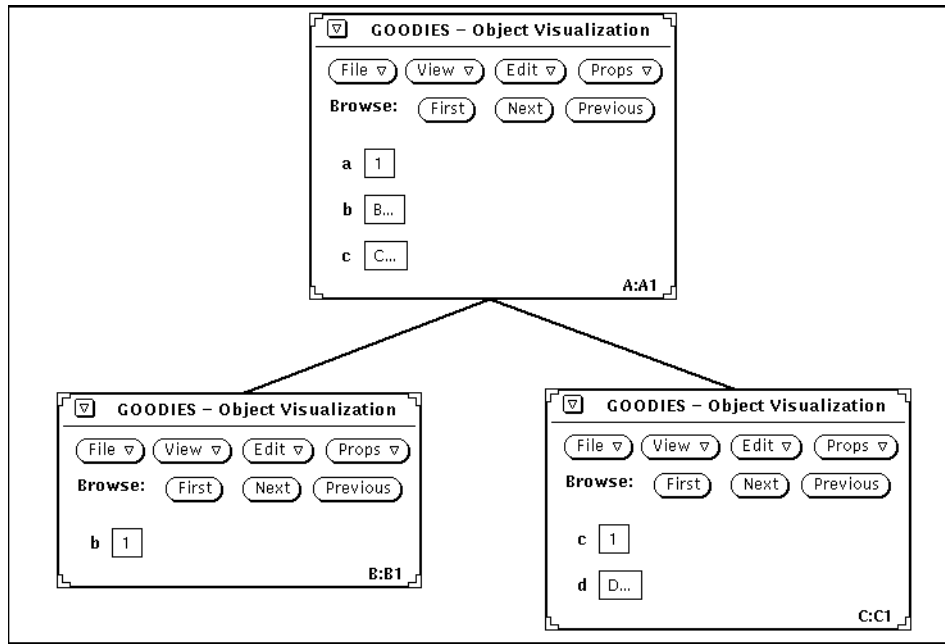 GOODIES – Object Visualization
File View Edit Props
Browse: First Next Previous
a 1
b B...
c C...
A:A1
GOODIES – Object Visualization
File View Edit Props
Browse: First Next Previous
b 1
B:B1
GOODIES – Object Visualization
File View Edit Props
Browse: First Next Previous
c 1
d D...
C:C1